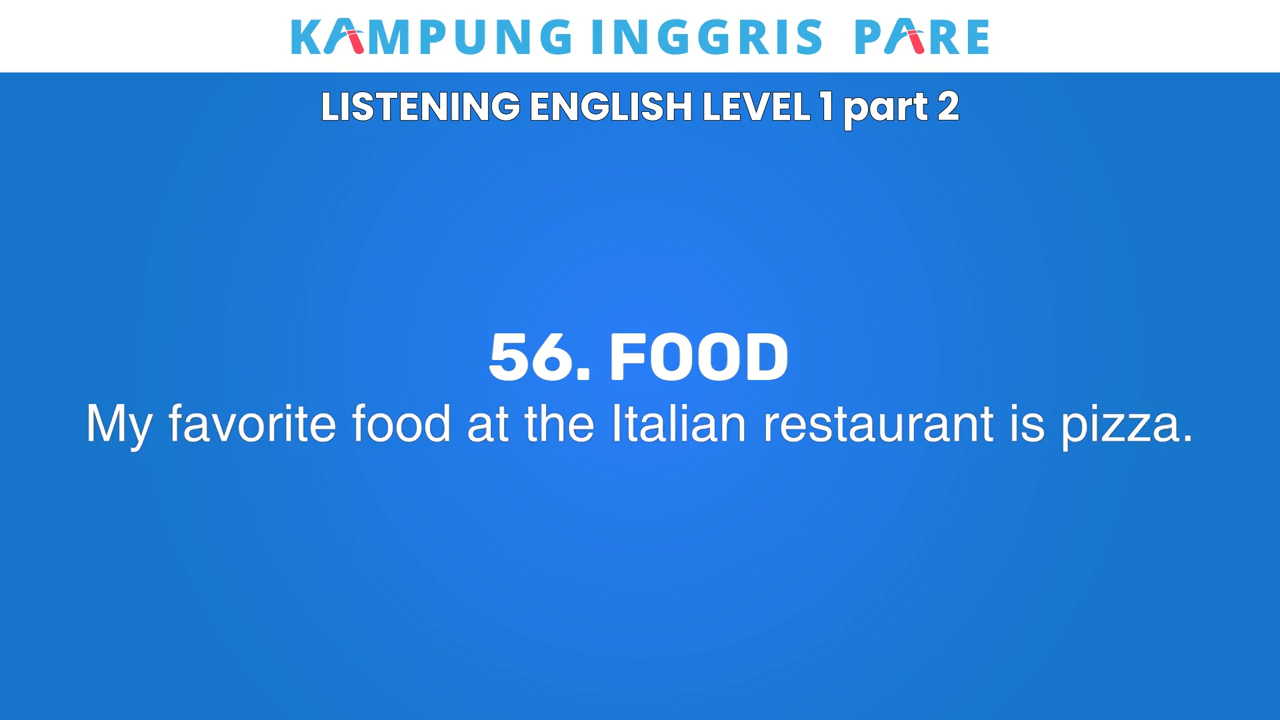 KAMPUNG INGGRIS PARE
LISTENING ENGLISH LEVEL 1 part 2
56. FOOD
My favorite food at the Italian restaurant is pizza.